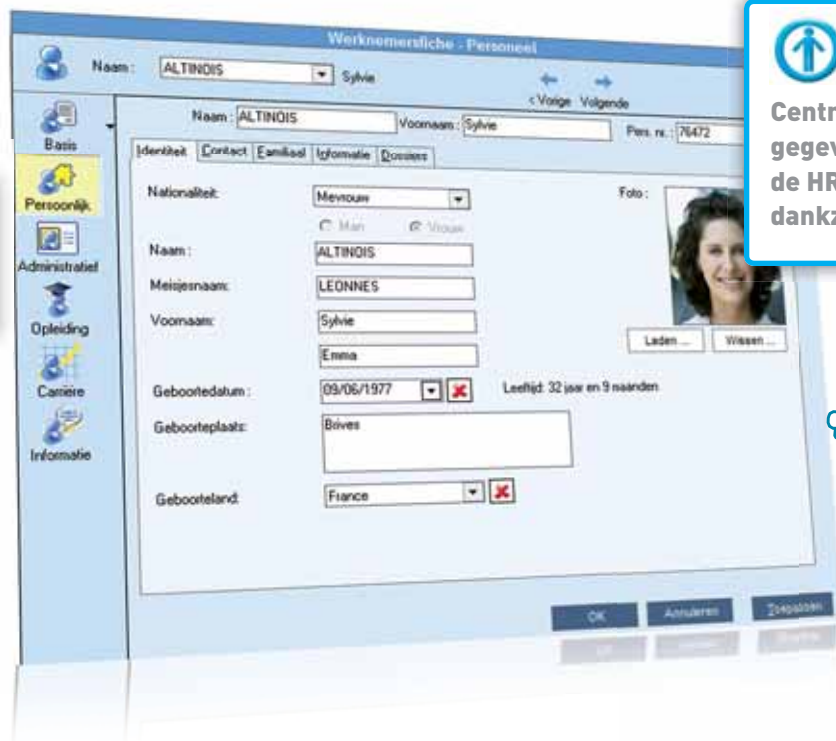 Werknemersfiche - Personeel
Naam : ALTINOIS Sylvie
< Vorige Volgende
Naam : ALTINOIS Voornaam : Sylvie Pers. nr. : 76472
Identiteit Contact Familiaal Informatie Dossiers
Basis
Persoonlijk
Administratief
Opleiding
Carrière
Informatie
Nationaliteit: Mevrouw Foto :
Man Vrouw
Naam : ALTINOIS
Meisjesnaam: LEONNES
Voornaam: Sylvie
Emma
Laden ... Wissen ...
Geboortedatum : 09/06/1977 Leeftijd: 32 jaar en 9 maanden
Geboorteplaats: Brives
Geboorteland: France
OK Annuleren Toepassen
Centr
gegev
de HR
dankz